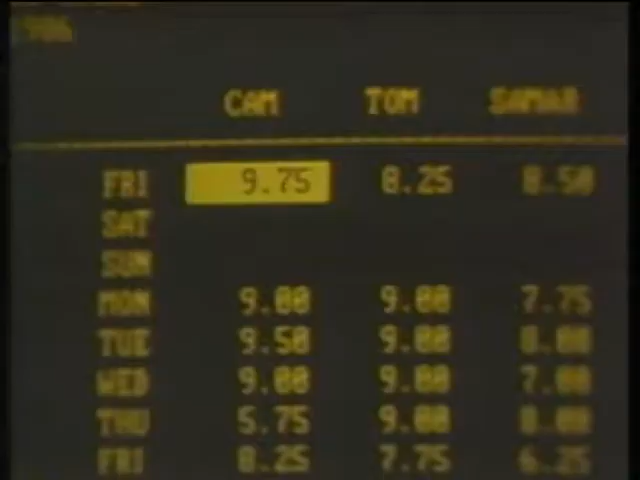 CAM TOM SAMAR
FRI 9.75 8.25 8.50
SAT
SUN
MON 9.00 9.00 7.75
TUE 9.50 9.00 8.00
WED 9.00 9.00 7.00
THU 5.75 9.00 8.00
FRI 8.25 7.75 6.25